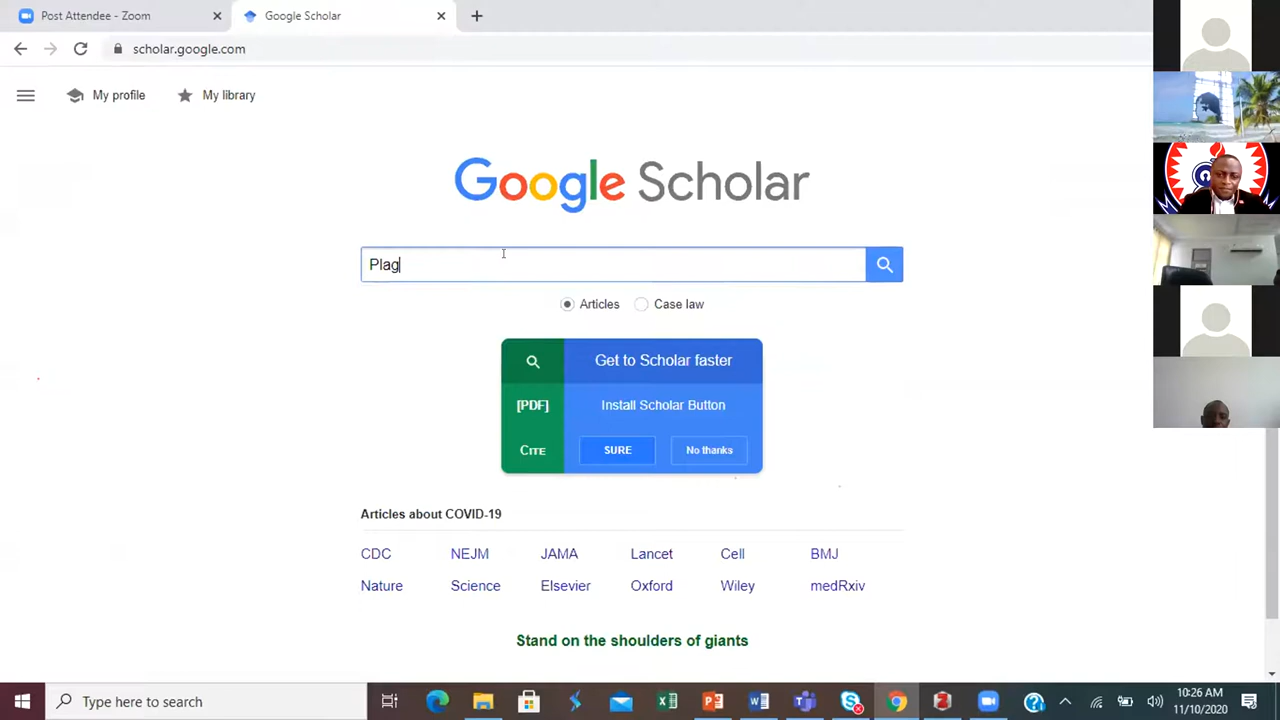 Post Attendee - Zoom
Google Scholar
scholar.google.com
My profile
My library
Google Scholar
Plag
Articles
Case law
Get to Scholar faster
[PDF]
Install Scholar Button
CITE
SURE
No thanks
Articles about COVID-19
CDC NEJM JAMA Lancet Cell BMJ
Nature Science Elsevier Oxford Wiley medRxiv
Stand on the shoulders of giants
Type here to search
10:26 AM
11/10/2020